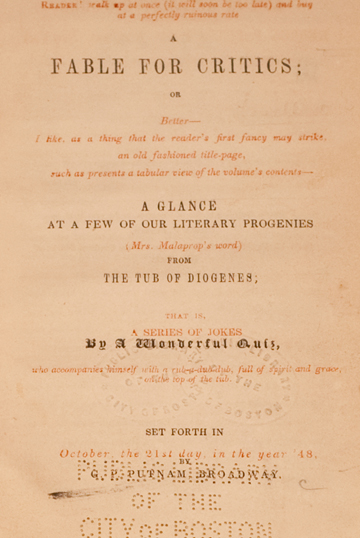 READER! walk up at once (it will soon be too late) and buy
at a perfectly ruinous rate
A
FABLE FOR CRITICS;
OR
Better—
I like, as a thing that the reader's first fancy may strike,
an old fashioned title-page,
such as presents a tabular view of the volume's contents—
A GLANCE
AT A FEW OF OUR LITERARY PROGENIES
(Mrs. Malaprop's word)
FROM
THE TUB OF DIOGENES;
THAT IS,
A SERIES OF JOKES
By A Wonderful Quiz,
who accompanies himself with a rub-a-dub-dub, full of spirit and grace,
on the top of the tub.
SET FORTH IN
October, the 21st day, in the year '48,
BY
G. P. PUTNAM, BROADWAY.
PUBLIC LIBRARY
OF THE
CITY OF BOSTON